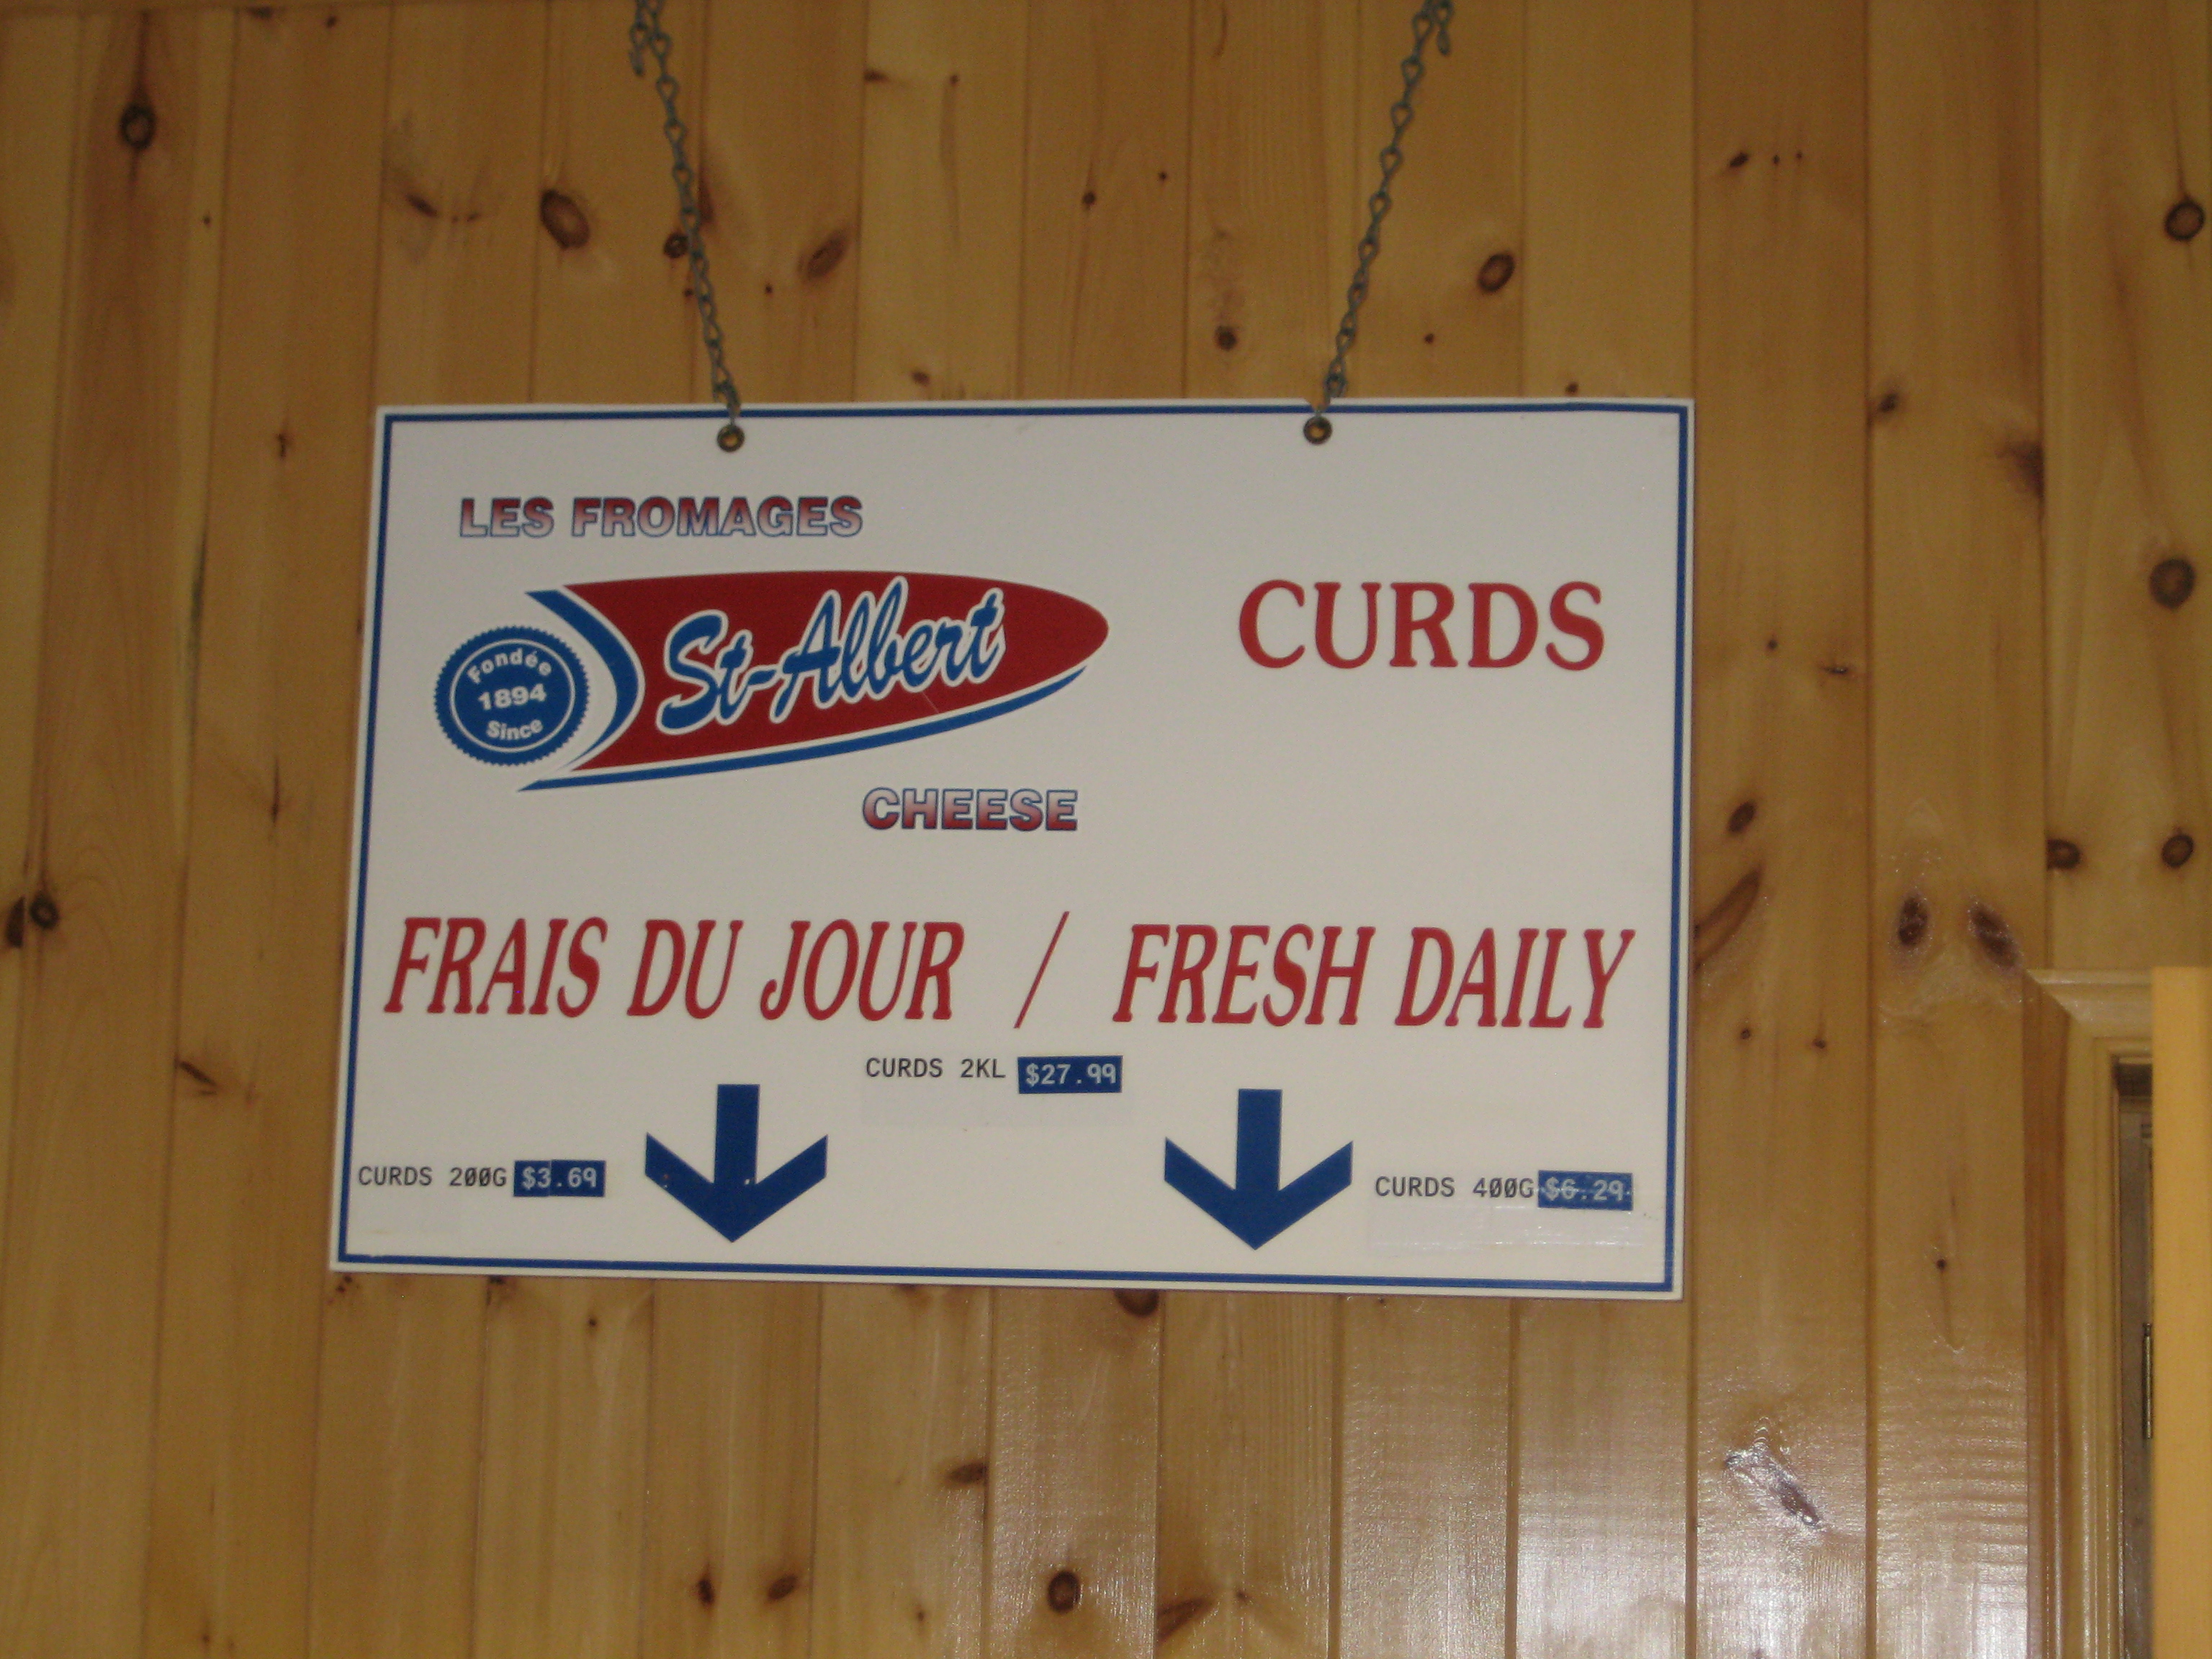 LES FROMAGES
St-Albert
Fondée
1894
Since
CHEESE
CURDS
FRAIS DU JOUR / FRESH DAILY
CURDS 2KL $27.99
CURDS 200G $3.69
CURDS 400G $6.29